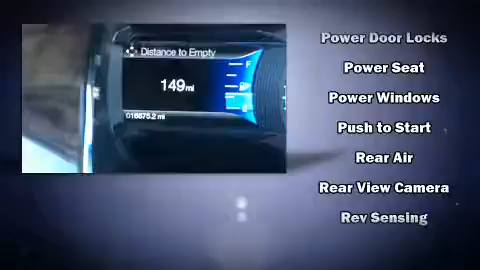 Distance to Empty
F
149mi
E
016675.2 mi
Power Door Locks
Power Seat
Power Windows
Push to Start
Rear Air
Rear View Camera
Rev Sensing